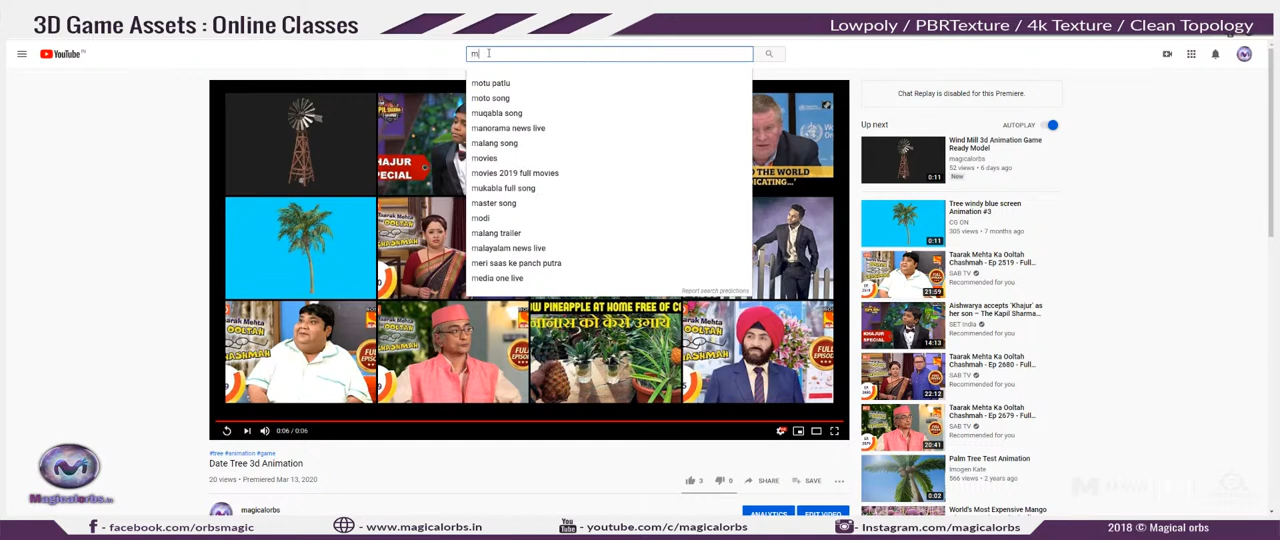 3D Game Assets : Online Classes
Lowpoly / PBRTexture / 4k Texture / Clean Topology
YouTube
IN
m
motu patlu
moto song
muqabla song
manorama news live
malang song
movies
movies 2019 full movies
mukabla full song
master song
modi
malang trailer
malayalam news live
meri saas ke panch putra
media one live
Report search predictions
KHAJUR
SPECIAL
Taarak Mehta
OOLTAH
CHASHMAH
FULL
नानास को कैसे उगाये
0:06 / 0:06
#tree #animation #game
Date Tree 3d Animation
20 views • Premiered Mar 13, 2020
3
0
SHARE
SAVE
magicalorbs
ANALYTICS
EDIT VIDEO
Chat Replay is disabled for this Premiere.
Up next
AUTOPLAY
Wind Mill 3d Animation Game
Ready Model
magicalorbs
52 views • 6 days ago
New
0:11
Tree windy blue screen
Animation #3
CG ON
305 views • 7 months ago
0:11
Taarak Mehta Ka Ooltah
Chashmah - Ep 2519 - Full...
SAB TV
Recommended for you
21:59
Aishwarya accepts 'Khajur' as
her son – The Kapil Sharma...
SET India
Recommended for you
14:13
Taarak Mehta Ka Ooltah
Chashmah - Ep 2680 - Full...
SAB TV
Recommended for you
22:12
Taarak Mehta Ka Ooltah
Chashmah - Ep 2679 - Full...
SAB TV
Recommended for you
20:41
Palm Tree Test Animation
Imogen Kate
566 views • 2 years ago
0:02
World's Most Expensive
Magicalorbs.in
f - facebook.com/orbsmagic
- www.magicalorbs.in
You Tube - youtube.com/c/magicalorbs
- Instagram.com/magicalorbs
2018 © Magical orbs